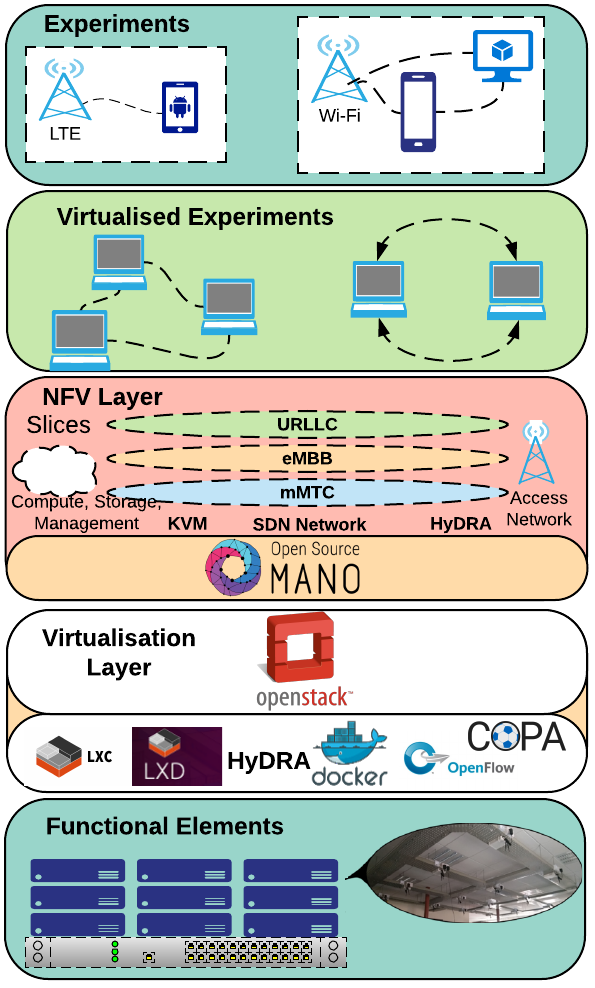 Experiments
LTE
Wi-Fi
Virtualised Experiments
NFV Layer
Slices
URLLC
eMBB
mMTC
Compute, Storage,
Management
KVM
SDN Network
HyDRA
Access
Network
Open Source
MANO
Virtualisation
Layer
openstack™
LXC
LXD
HyDRA
docker
OpenFlow
COPA
Functional Elements